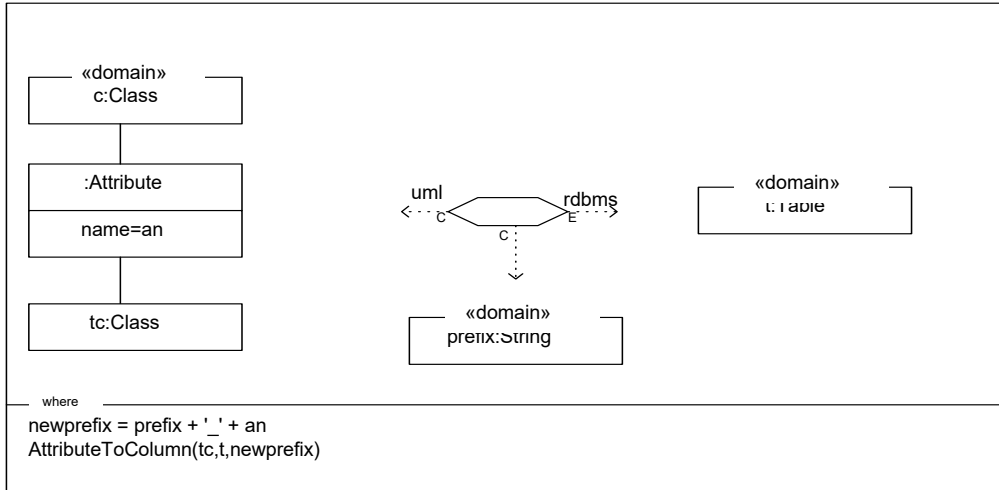 «domain»
c:Class
:Attribute
name=an
tc:Class
uml
rdbms
C
E
C
«domain»
t:Table
«domain»
prefix:String
where
newprefix = prefix + '_' + an
AttributeToColumn(tc,t,newprefix)